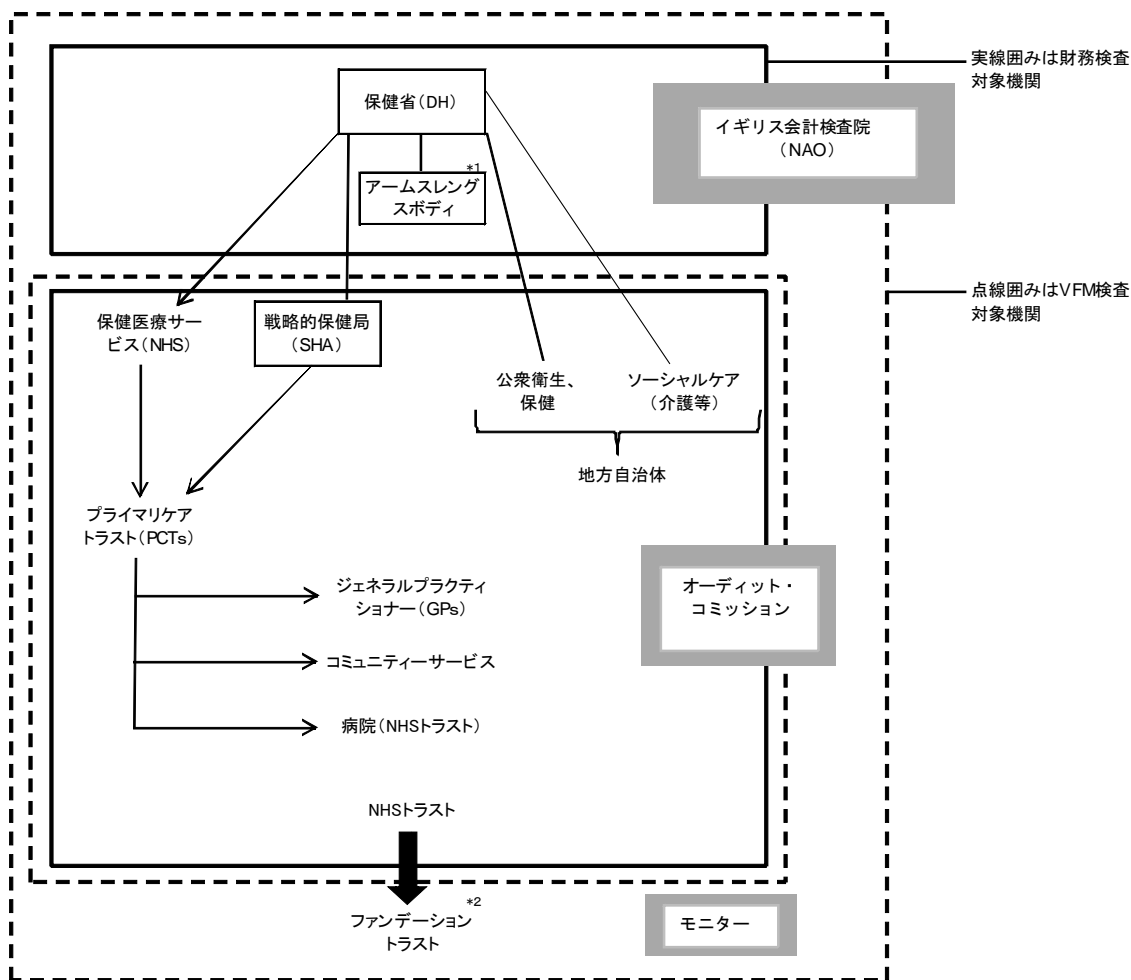 実線囲みは財務検査
対象機関
保健省(DH)
イギリス会計検査院
(NAO)
*1
アームスレング
スボディ
点線囲みはVFM検査
対象機関
保健医療サー
ビス(NHS)
戦略的保健局
(SHA)
公衆衛生、
保健
ソーシャルケア
(介護等)
地方自治体
プライマリケア
トラスト(PCTs)
ジェネラルプラクティ
ショナー(GPs)
オーディット・
コミッション
コミュニティーサービス
病院(NHSトラスト)
NHSトラスト
*2
ファンデーション
トラスト
モニター